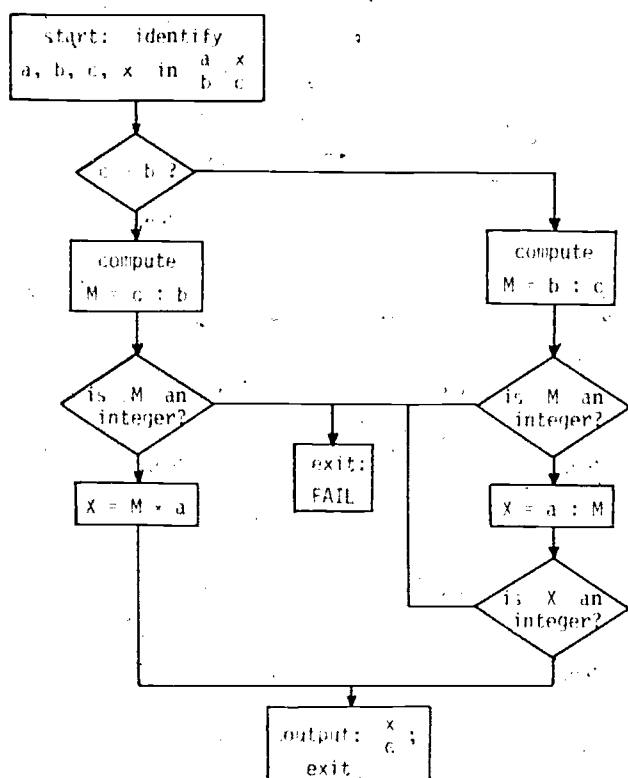 start: identify
a, b, c, x in a x
b c
c b ?
compute
M = c : b
compute
M = b : c
is M an
integer?
is M an
integer?
exit:
FAIL
X = M * a
X = a : M
is X an
integer?
output: x ;
c
exit